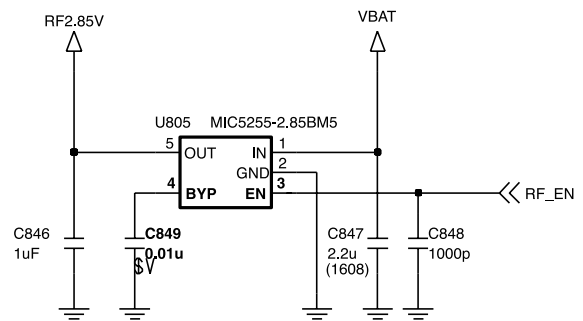 RF2.85V
VBAT
U805 MIC5255-2.85BM5
5 OUT IN 1
GND 2
4 BYP EN 3
RF_EN
C846
1uF
C849
0.01u
$V
C847
2.2u
(1608)
C848
1000p